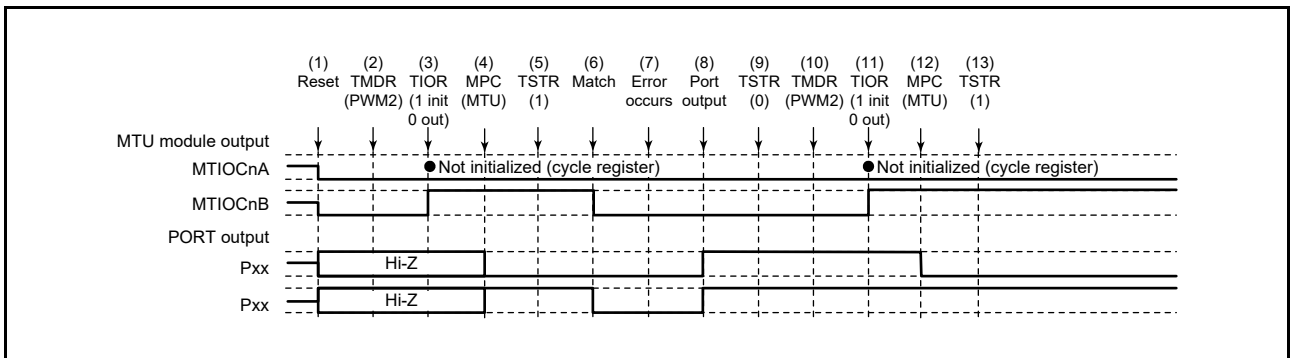 (1) (2) (3) (4) (5) (6) (7) (8) (9) (10) (11) (12) (13)
Reset TMDR TIOR MPC TSTR Match Error Port TSTR TMDR TIOR MPC TSTR
(PWM2) (1 init (MTU) (1) occurs output (0) (PWM2) (1 init (MTU) (1)
0 out) 0 out)
MTU module output
MTIOCnA ●Not initialized (cycle register) ●Not initialized (cycle register)
MTIOCnB
PORT output
Pxx Hi-Z
Pxx Hi-Z